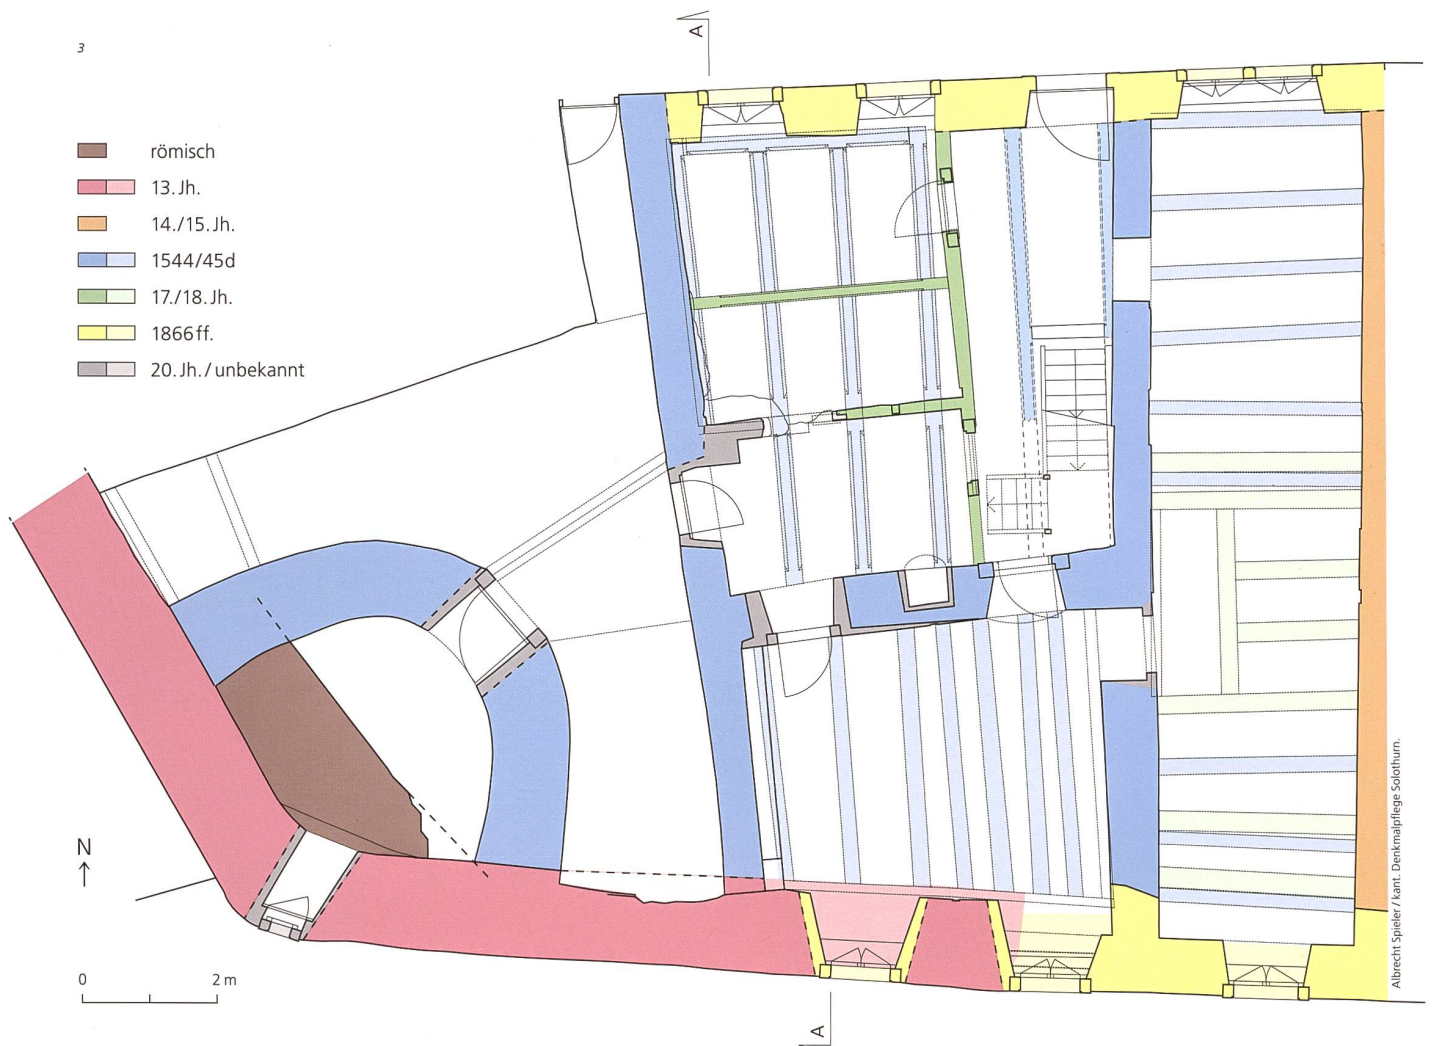 3
A
römisch
13. Jh.
14./15. Jh.
1544/45d
17./18. Jh.
1866 ff.
20. Jh. / unbekannt
N
0 2 m
A
Albrecht Spieler / kant. Denkmalpflege Solothurn.